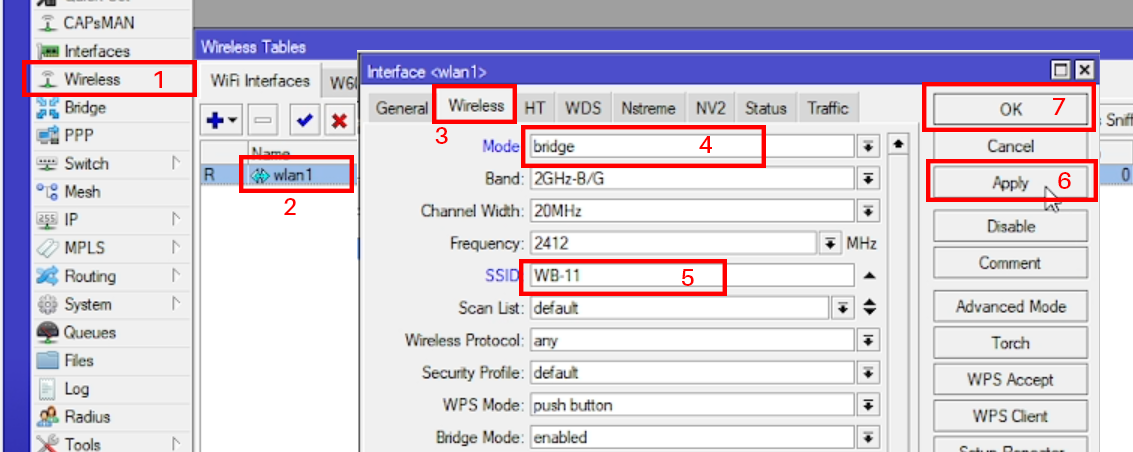 CAPsMAN
Interfaces
Wireless 1
Bridge
PPP
Switch
Mesh
255 IP
MPLS
Routing
System
Queues
Files
Log
Radius
Tools
Wireless Tables
WiFi Interfaces W60
Name
R wlan1
2
Interface <wlan1>
General Wireless HT WDS Nstreme NV2 Status Traffic
3
Mode: bridge 4
Band: 2GHz-B/G
Channel Width: 20MHz
Frequency: 2412 MHz
SSID: WB-11 5
Scan List: default
Wireless Protocol: any
Security Profile: default
WPS Mode: push button
Bridge Mode: enabled
OK 7
Cancel
Apply 6
Disable
Comment
Advanced Mode
Torch
WPS Accept
WPS Client
Setup Repeater
Sniff
0